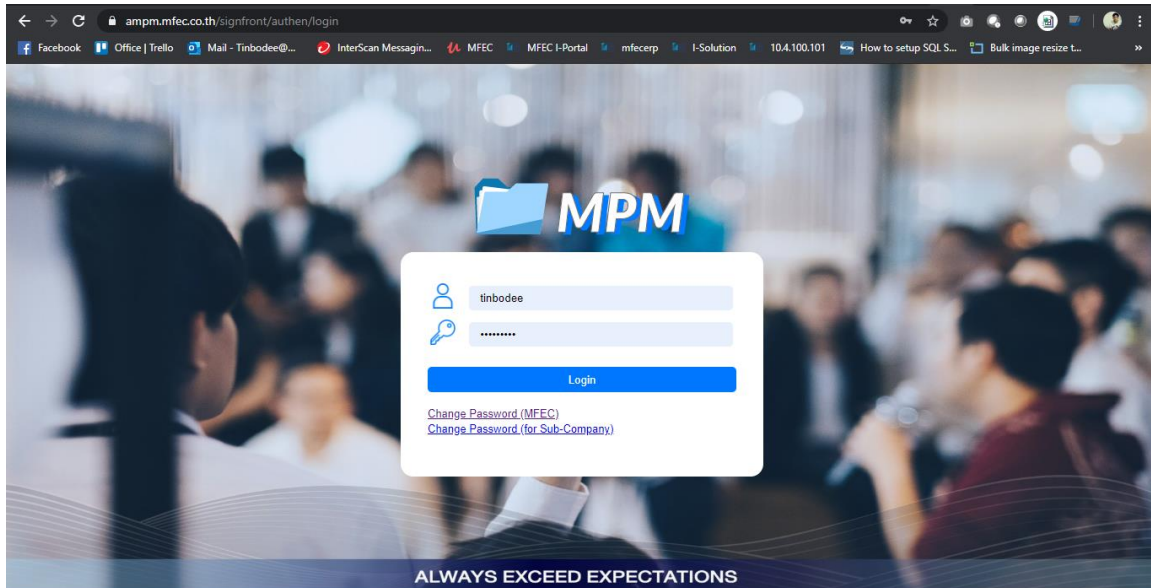 ampm.mfec.co.th/signfront/authen/login
Facebook Office | Trello Mail - Tinbodee@... InterScan Messagin... MFEC MFEC I-Portal mfecerp I-Solution 10.4.100.101 How to setup SQL S... Bulk image resize t... »
MPM
tinbodee
•••••••••
Login
Change Password (MFEC)
Change Password (for Sub-Company)
ALWAYS EXCEED EXPECTATIONS